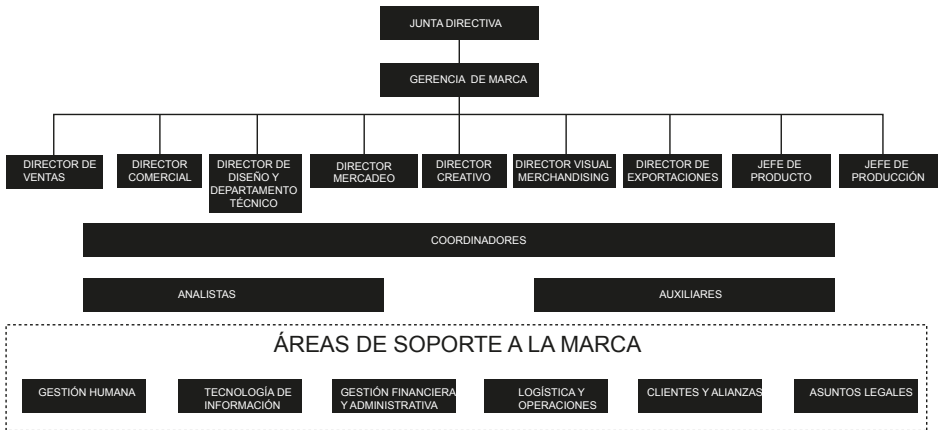 JUNTA DIRECTIVA
GERENCIA DE MARCA
DIRECTOR DE
VENTAS
DIRECTOR
COMERCIAL
DIRECTOR DE
DISEÑO Y
DEPARTAMENTO
TÉCNICO
DIRECTOR
MERCADEO
DIRECTOR
CREATIVO
DIRECTOR VISUAL
MERCHANDISING
DIRECTOR DE
EXPORTACIONES
JEFE DE
PRODUCTO
JEFE DE
PRODUCCIÓN
COORDINADORES
ANALISTAS
AUXILIARES
ÁREAS DE SOPORTE A LA MARCA
GESTIÓN HUMANA
TECNOLOGÍA DE
INFORMACIÓN
GESTIÓN FINANCIERA
Y ADMINISTRATIVA
LOGÍSTICA Y
OPERACIONES
CLIENTES Y ALIANZAS
ASUNTOS LEGALES